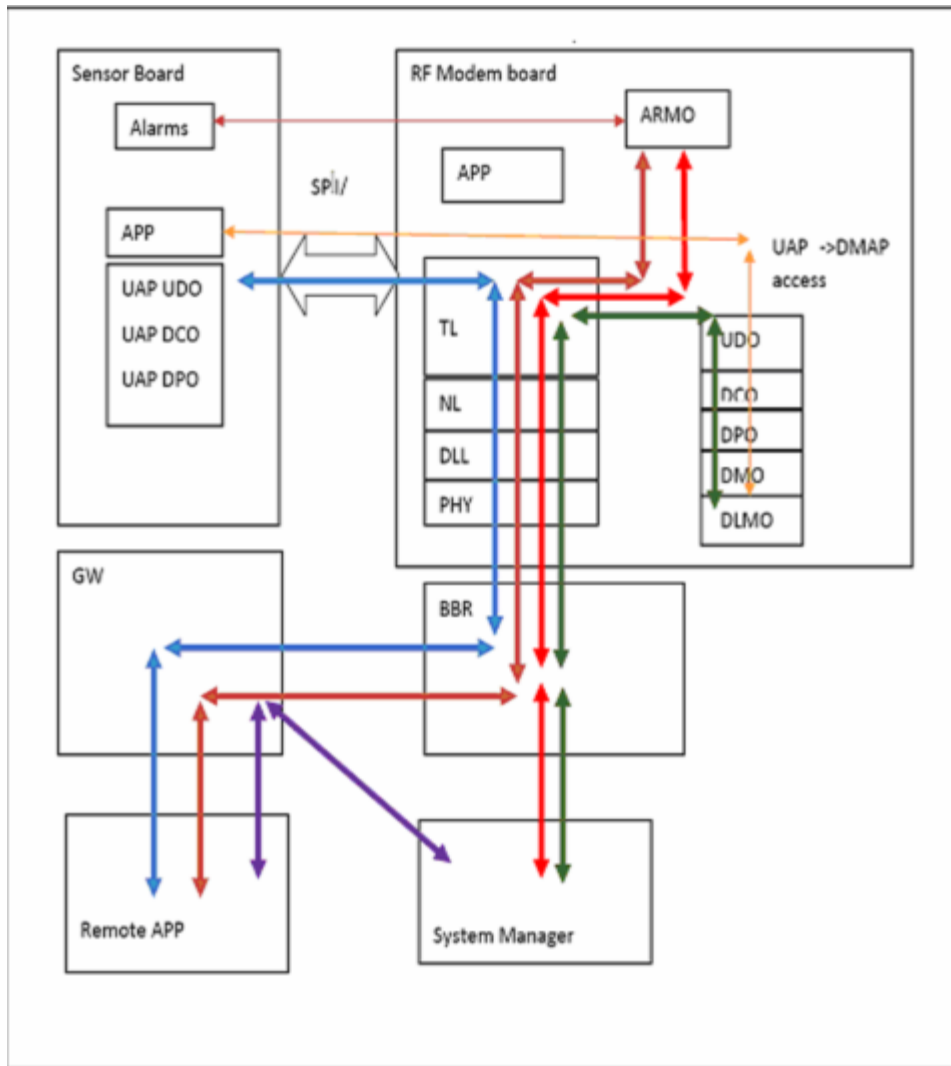 Sensor Board
Alarms
APP
UAP UDO
UAP DCO
UAP DPO
SPI/
RF Modem board
ARMO
APP
UAP ->DMAP
access
TL
NL
DLL
PHY
UDO
DCO
DPO
DMO
DLMO
GW
BBR
Remote APP
System Manager